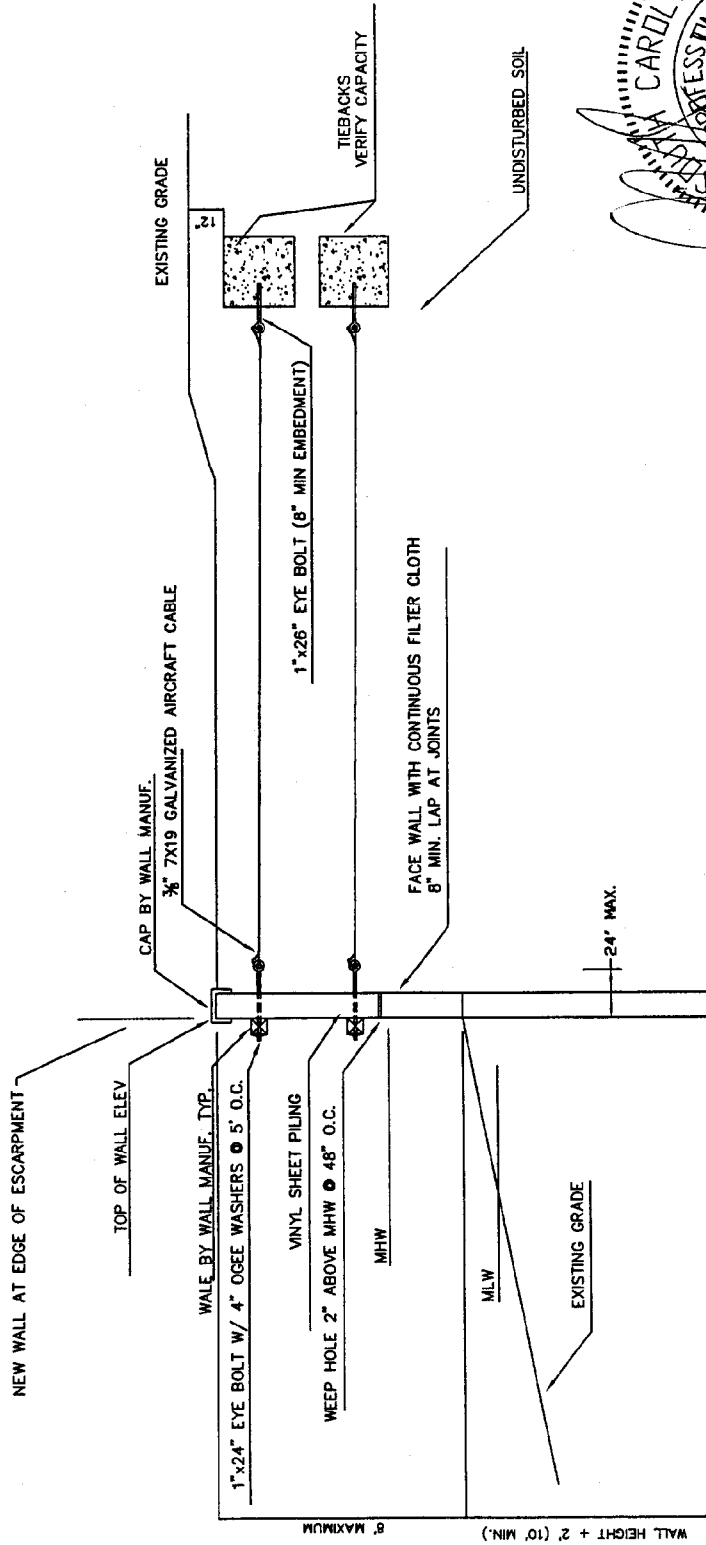 NEW WALL AT EDGE OF ESCARPMENT
TOP OF WALL ELEV
CAP BY WALL MANUF.
⅜" 7X19 GALVANIZED AIRCRAFT CABLE
WALE BY WALL MANUF. TYP.
1"x24" EYE BOLT W/ 4" OGEE WASHERS @ 5' O.C.
VINYL SHEET PILING
WEEP HOLE 2" ABOVE MHW @ 48" O.C.
MHW
MLW
EXISTING GRADE
8' MAXIMUM
WALL HEIGHT + 2' (10' MIN.)
EXISTING GRADE
12"
TIEBACKS
VERIFY CAPACITY
1"x26" EYE BOLT (8" MIN EMBEDMENT)
UNDISTURBED SOIL
FACE WALL WITH CONTINUOUS FILTER CLOTH
8" MIN. LAP AT JOINTS
24' MAX.